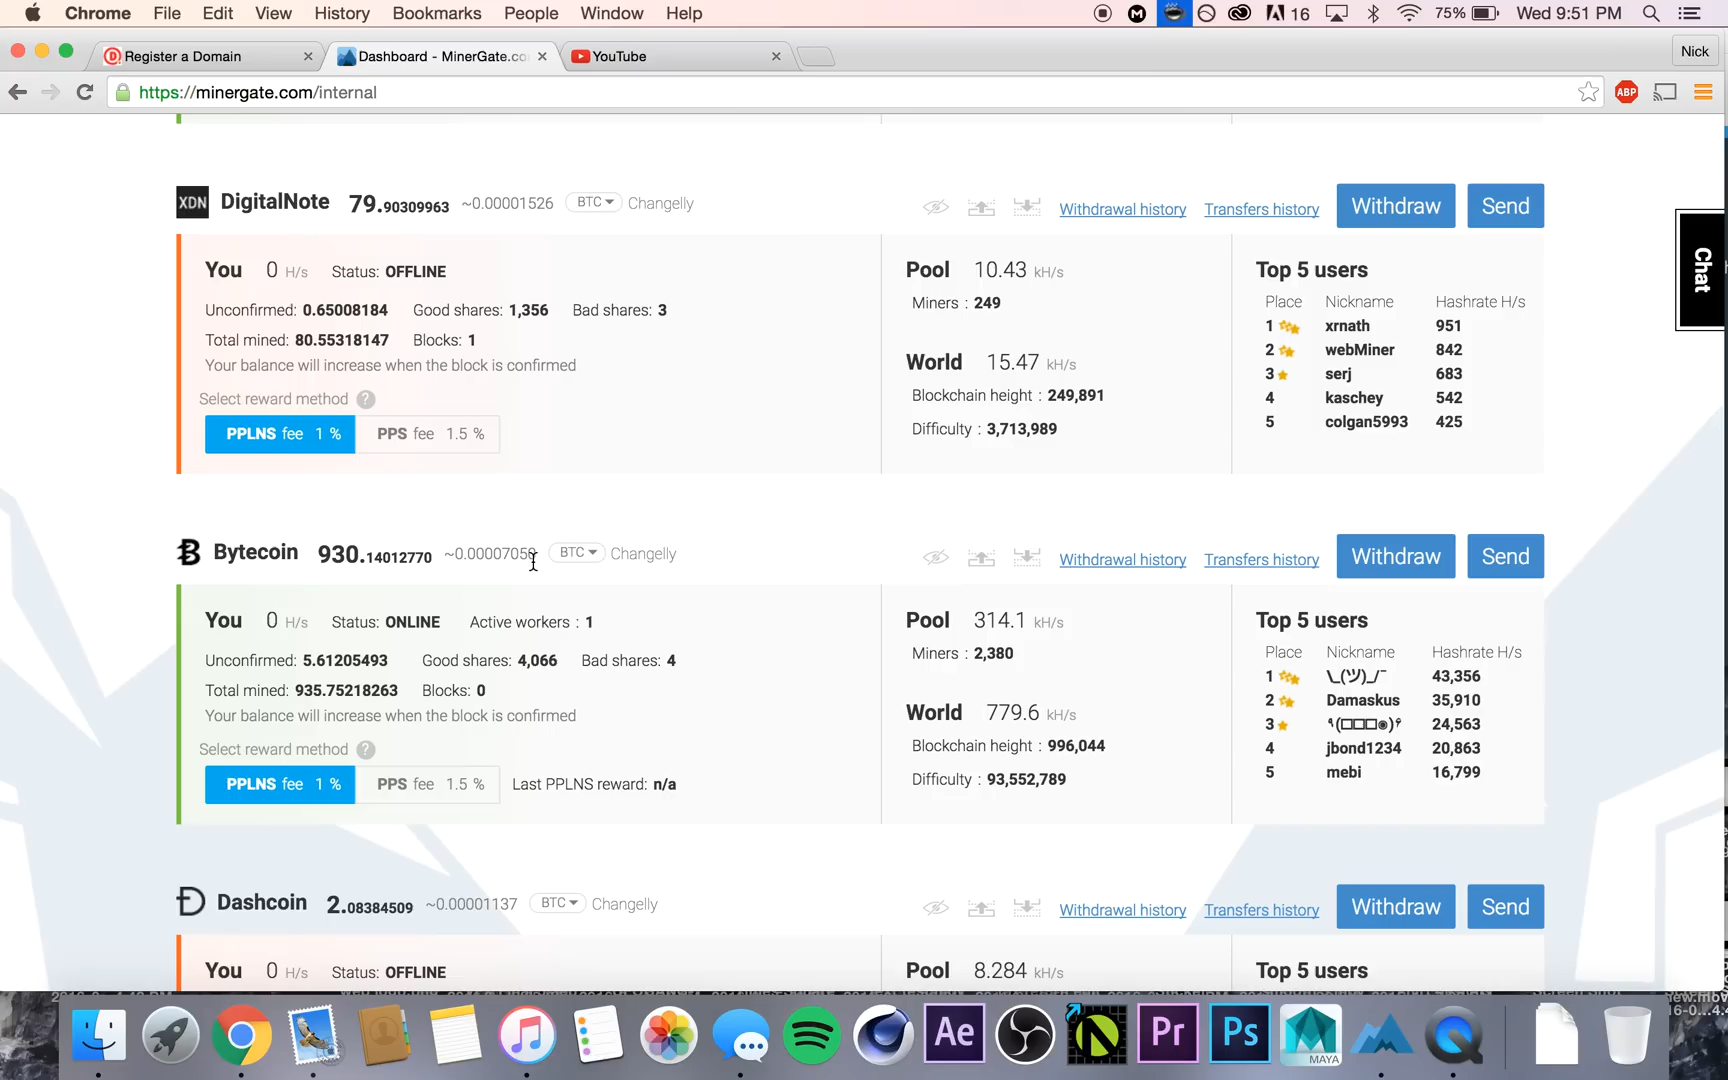 Chrome File Edit View History Bookmarks People Window Help 16 75% Wed 9:51 PM
Register a Domain Dashboard - MinerGate.co YouTube Nick
https://minergate.com/internal ABP
XDN DigitalNote 79.90309963 ~0.00001526 BTC Changelly Withdrawal history Transfers history Withdraw Send
You 0 H/s Status: OFFLINE
Unconfirmed: 0.65008184 Good shares: 1,356 Bad shares: 3
Total mined: 80.55318147 Blocks: 1
Your balance will increase when the block is confirmed
Select reward method ?
PPLNS fee 1 % PPS fee 1.5 %
Pool 10.43 kH/s
Miners : 249
World 15.47 kH/s
Blockchain height : 249,891
Difficulty : 3,713,989
Top 5 users
Place Nickname Hashrate H/s
1 xrnath 951
2 webMiner 842
3 serj 683
4 kaschey 542
5 colgan5993 425
Chat
Bytecoin 930.14012770 ~0.00007059 BTC Changelly Withdrawal history Transfers history Withdraw Send
You 0 H/s Status: ONLINE Active workers : 1
Unconfirmed: 5.61205493 Good shares: 4,066 Bad shares: 4
Total mined: 935.75218263 Blocks: 0
Your balance will increase when the block is confirmed
Select reward method ?
PPLNS fee 1 % PPS fee 1.5 % Last PPLNS reward: n/a
Pool 314.1 kH/s
Miners : 2,380
World 779.6 kH/s
Blockchain height : 996,044
Difficulty : 93,552,789
Top 5 users
Place Nickname Hashrate H/s
1 \_(ツ)_/¯ 43,356
2 Damaskus 35,910
3 24,563
4 jbond1234 20,863
5 mebi 16,799
Dashcoin 2.08384509 ~0.00001137 BTC Changelly Withdrawal history Transfers history Withdraw Send
You 0 H/s Status: OFFLINE
Pool 8.284 kH/s
Top 5 users
Ae Pr Ps MAYA